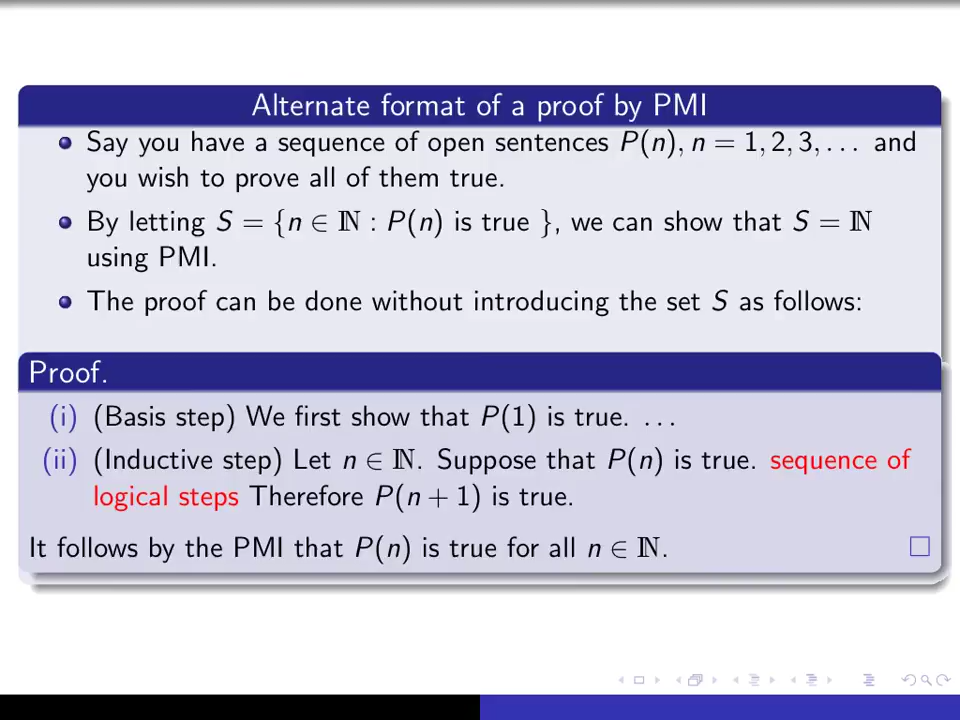 Alternate format of a proof by PMI
Say you have a sequence of open sentences P(n), n = 1, 2, 3, . . . and
you wish to prove all of them true.
By letting S = {n ∈ ℕ : P(n) is true }, we can show that S = ℕ
using PMI.
The proof can be done without introducing the set S as follows:
Proof.
(i) (Basis step) We first show that P(1) is true. . . .
(ii) (Inductive step) Let n ∈ ℕ. Suppose that P(n) is true. sequence of
logical steps Therefore P(n + 1) is true.
It follows by the PMI that P(n) is true for all n ∈ ℕ. □